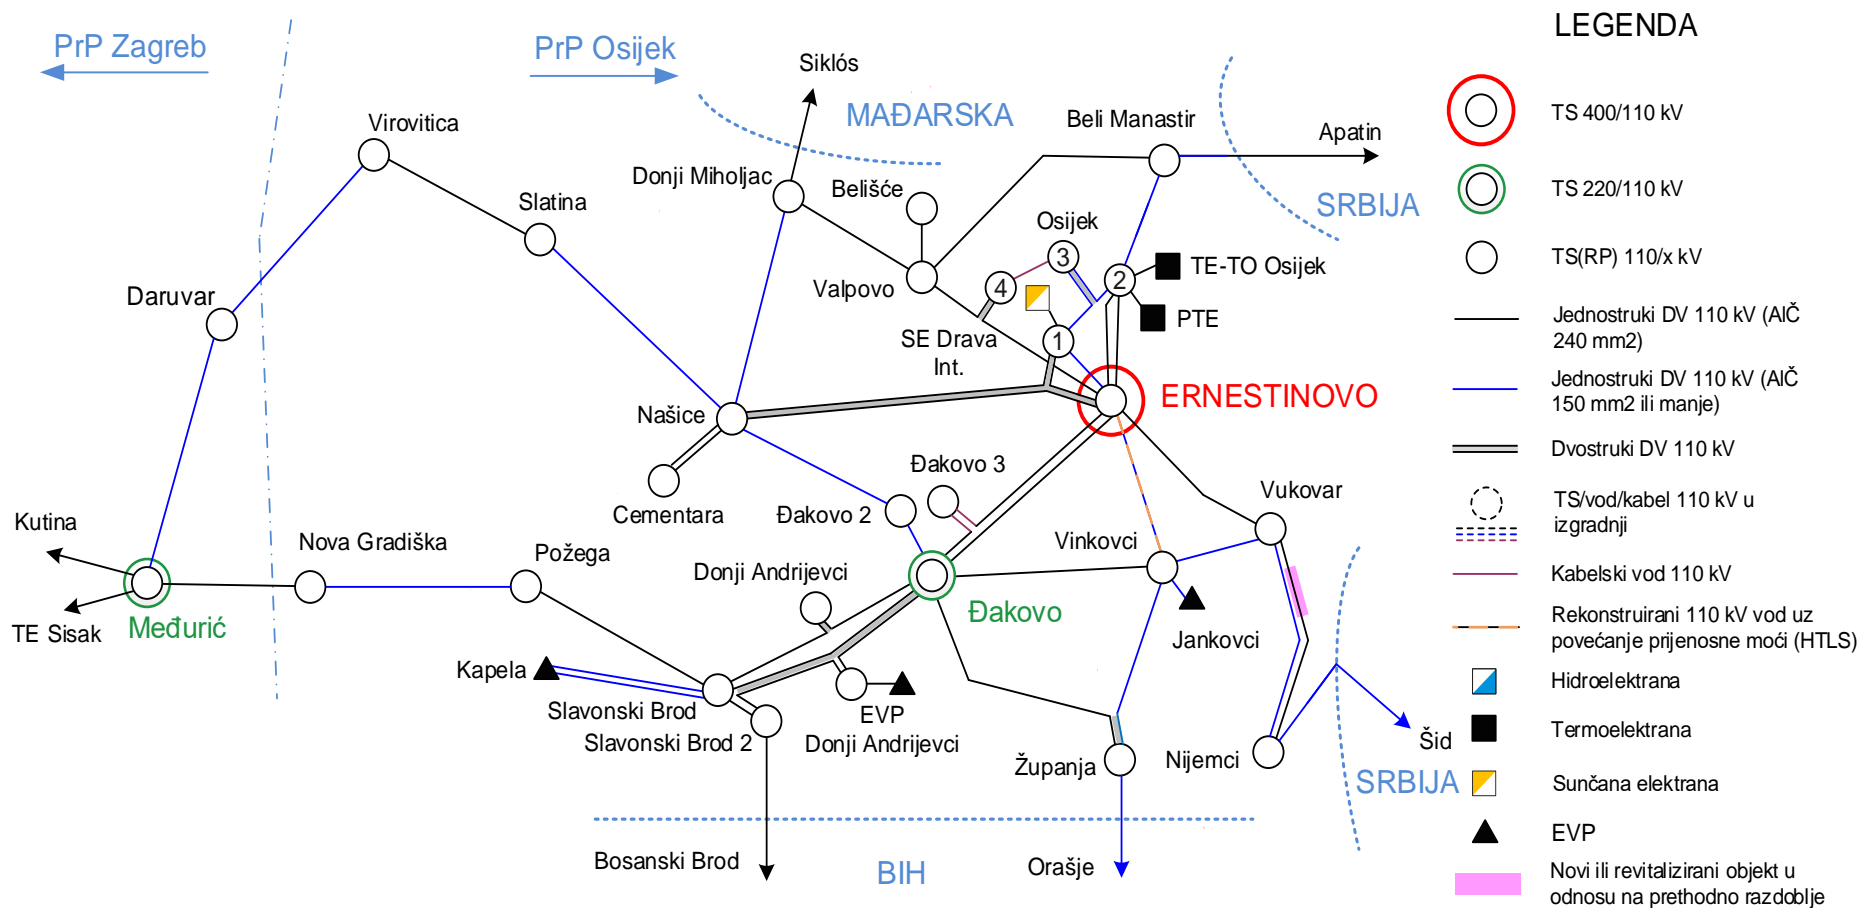 PrP Zagreb
PrP Osijek
Siklós
MAĐARSKA
Beli Manastir
Apatin
SRBIJA
Virovitica
Donji Miholjac
Belišće
Slatina
Osijek
3
4
2
1
TE-TO Osijek
PTE
Valpovo
SE Drava
Int.
Daruvar
ERNESTINOVO
Našice
Đakovo 3
Cementara
Đakovo 2
Vukovar
Vinkovci
Kutina
Nova Gradiška
Požega
Donji Andrijevci
TE Sisak
Međurić
Đakovo
Jankovci
Kapela
Slavonski Brod
EVP
Slavonski Brod 2
Donji Andrijevci
Županja
Nijemci
Šid
SRBIJA
Bosanski Brod
BIH
Orašje
LEGENDA
TS 400/110 kV
TS 220/110 kV
TS(RP) 110/x kV
Jednostruki DV 110 kV (AlČ
240 mm2)
Jednostruki DV 110 kV (AlČ
150 mm2 ili manje)
Dvostruki DV 110 kV
TS/vod/kabel 110 kV u
izgradnji
Kabelski vod 110 kV
Rekonstruirani 110 kV vod uz
povećanje prijenosne moći (HTLS)
Hidroelektrana
Termoelektrana
Sunčana elektrana
EVP
Novi ili revitalizirani objekt u
odnosu na prethodno razdoblje